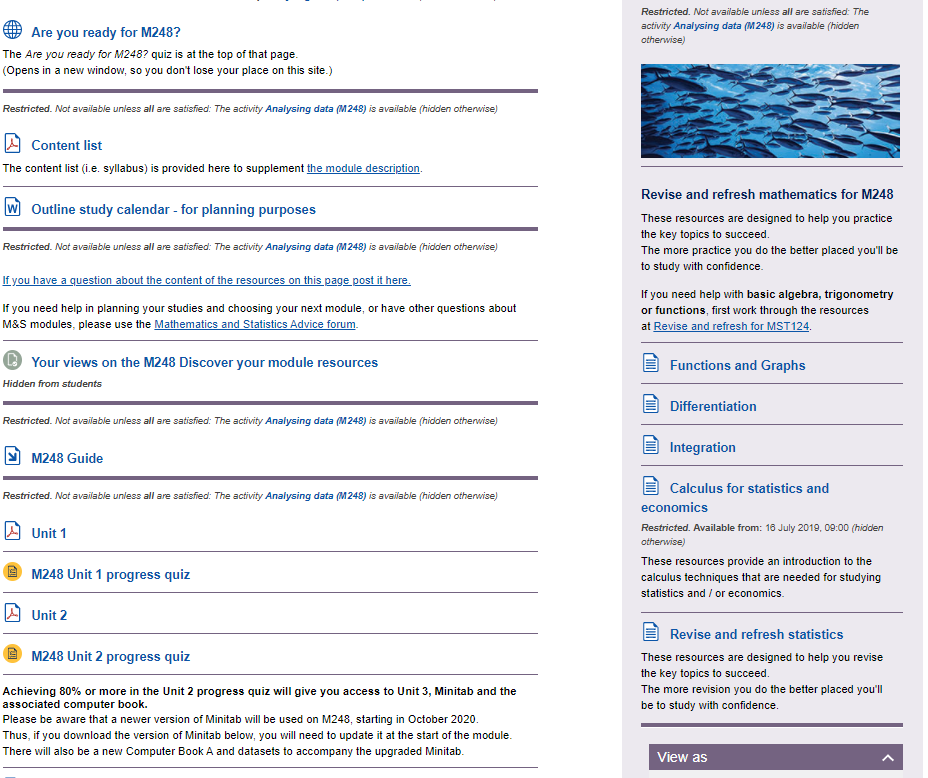 Are you ready for M248?
The Are you ready for M248? quiz is at the top of that page.
(Opens in a new window, so you don't lose your place on this site.)
Restricted. Not available unless all are satisfied: The activity Analysing data (M248) is available (hidden otherwise)
Content list
The content list (i.e. syllabus) is provided here to supplement the module description.
Outline study calendar - for planning purposes
Restricted. Not available unless all are satisfied: The activity Analysing data (M248) is available (hidden otherwise)
If you have a question about the content of the resources on this page post it here.
If you need help in planning your studies and choosing your next module, or have other questions about
M&S modules, please use the Mathematics and Statistics Advice forum.
Your views on the M248 Discover your module resources
Hidden from students
Restricted. Not available unless all are satisfied: The activity Analysing data (M248) is available (hidden otherwise)
M248 Guide
Restricted. Not available unless all are satisfied: The activity Analysing data (M248) is available (hidden otherwise)
Unit 1
M248 Unit 1 progress quiz
Unit 2
M248 Unit 2 progress quiz
Achieving 80% or more in the Unit 2 progress quiz will give you access to Unit 3, Minitab and the
associated computer book.
Please be aware that a newer version of Minitab will be used on M248, starting in October 2020.
Thus, if you download the version of Minitab below, you will need to update it at the start of the module.
There will also be a new Computer Book A and datasets to accompany the upgraded Minitab.
Restricted. Not available unless all are satisfied: The
activity Analysing data (M248) is available (hidden
otherwise)
Revise and refresh mathematics for M248
These resources are designed to help you practice
the key topics to succeed.
The more practice you do the better placed you'll be
to study with confidence.
If you need help with basic algebra, trigonometry
or functions, first work through the resources
at Revise and refresh for MST124.
Functions and Graphs
Differentiation
Integration
Calculus for statistics and
economics
Restricted. Available from: 16 July 2019, 09:00 (hidden
otherwise)
These resources provide an introduction to the
calculus techniques that are needed for studying
statistics and / or economics.
Revise and refresh statistics
These resources are designed to help you revise
the key topics to succeed.
The more revision you do the better placed you'll
be to study with confidence.
View as